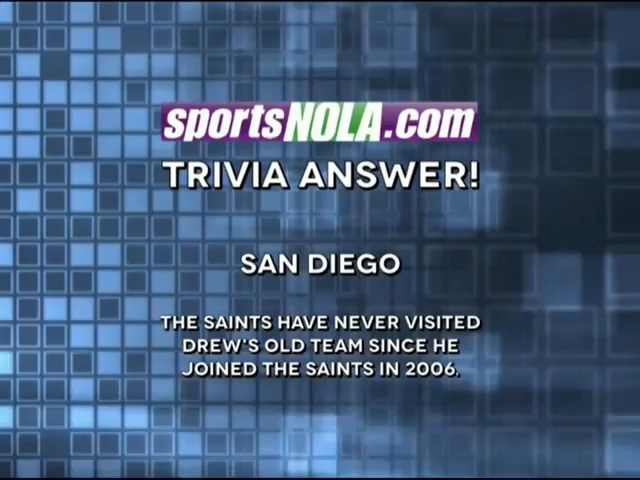 sportsNOLA.com
TRIVIA ANSWER!
SAN DIEGO
THE SAINTS HAVE NEVER VISITED
DREW'S OLD TEAM SINCE HE
JOINED THE SAINTS IN 2006.